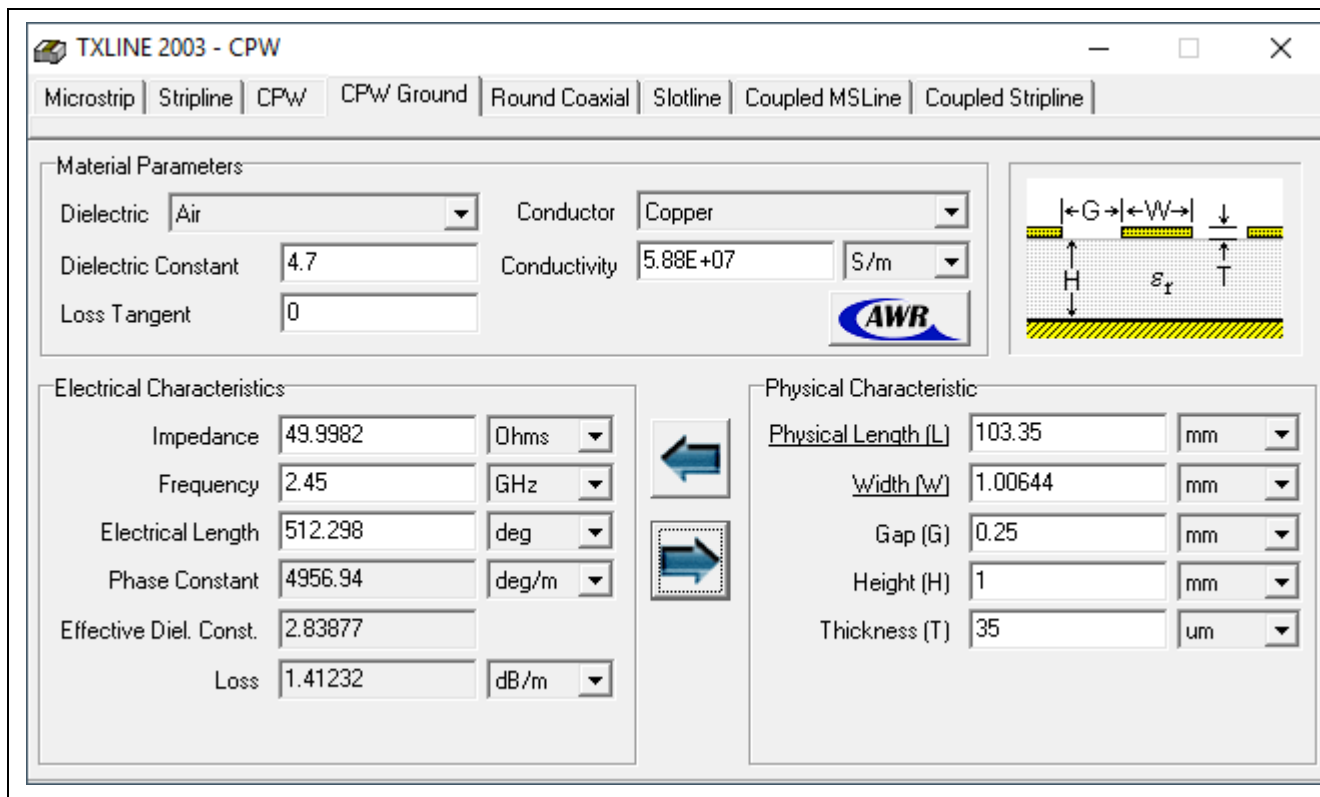 TXLINE 2003 - CPW
Microstrip Stripline CPW CPW Ground Round Coaxial Slotline Coupled MSLine Coupled Stripline
Material Parameters
Dielectric Air Conductor Copper
Dielectric Constant 4.7 Conductivity 5.88E+07 S/m
Loss Tangent 0
AWR
G W
H εr T
Electrical Characteristics
Impedance 49.9982 Ohms
Frequency 2.45 GHz
Electrical Length 512.298 deg
Phase Constant 4956.94 deg/m
Effective Diel. Const. 2.83877
Loss 1.41232 dB/m
Physical Characteristic
Physical Length (L) 103.35 mm
Width (W) 1.00644 mm
Gap (G) 0.25 mm
Height (H) 1 mm
Thickness (T) 35 um